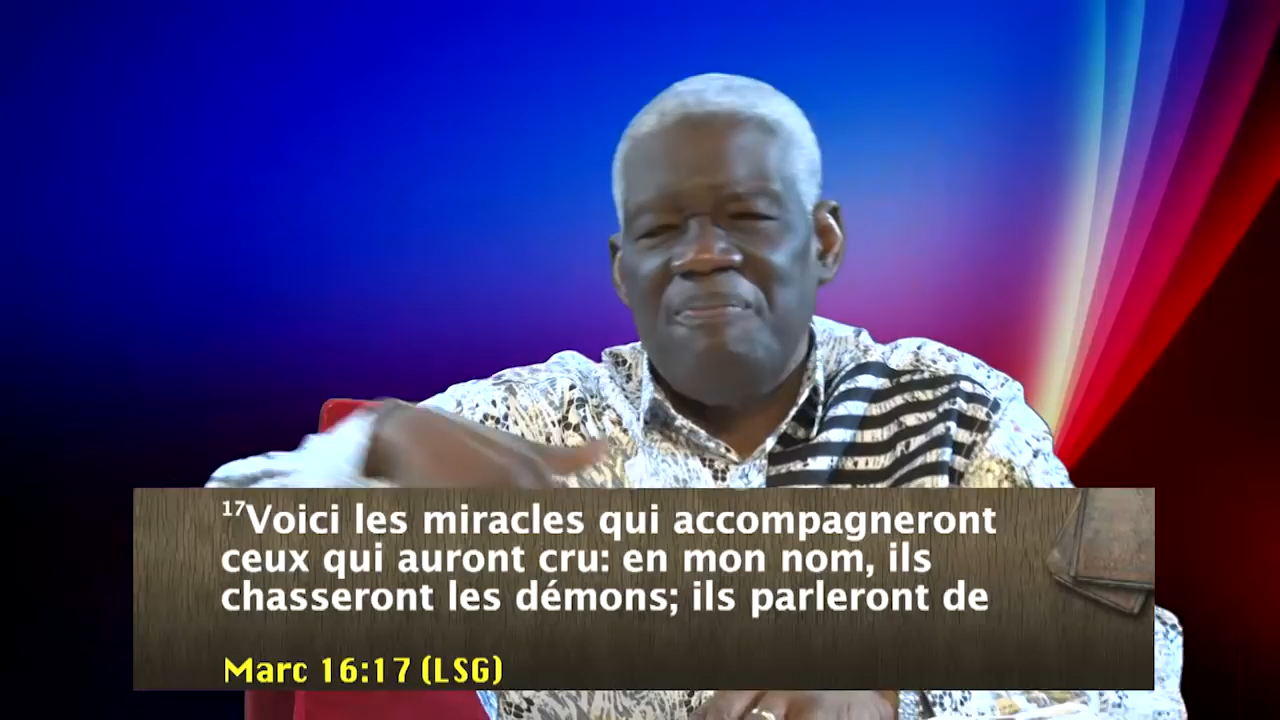 17Voici les miracles qui accompagneront
ceux qui auront cru: en mon nom, ils
chasseront les démons; ils parleront de
Marc 16:17 (LSG)